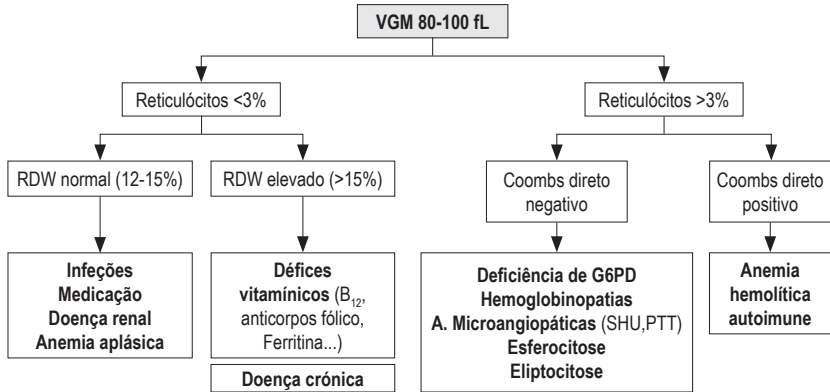 VGM 80-100 fL
Reticulócitos <3%
Reticulócitos >3%
RDW normal (12-15%)
RDW elevado (>15%)
Coombs direto
negativo
Coombs direto
positivo
Infeções
Medicação
Doença renal
Anemia aplásica
Défices
vitamínicos (B12,
anticorpos fólico,
Ferritina...)
Doença crónica
Deficiência de G6PD
Hemoglobinopatias
A. Microangiopáticas (SHU,PTT)
Esferocitose
Eliptocitose
Anemia
hemolítica
autoimune